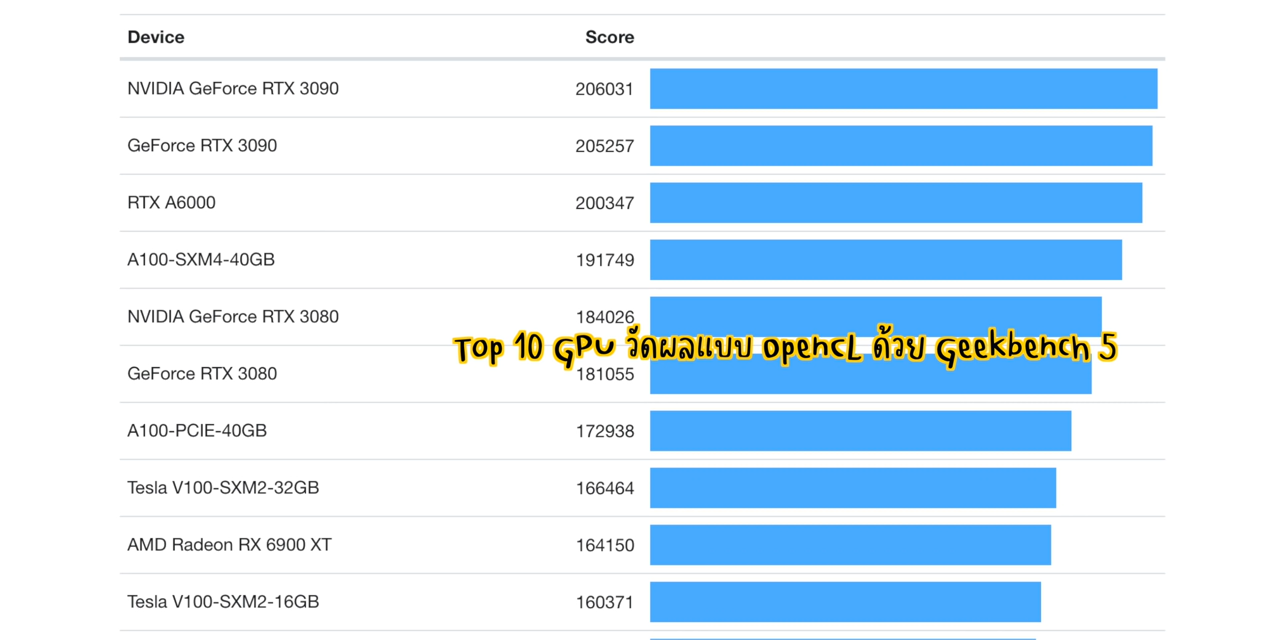 Device Score
NVIDIA GeForce RTX 3090 206031
GeForce RTX 3090 205257
RTX A6000 200347
A100-SXM4-40GB 191749
NVIDIA GeForce RTX 3080 184026
Top 10 GPU วัดผลแบบ OpenCL ด้วย Geekbench 5
GeForce RTX 3080 181055
A100-PCIE-40GB 172938
Tesla V100-SXM2-32GB 166464
AMD Radeon RX 6900 XT 164150
Tesla V100-SXM2-16GB 160371